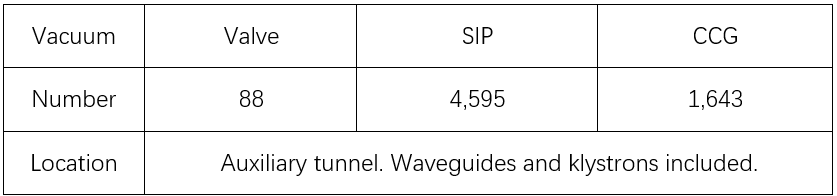 Vacuum Valve SIP CCG
Number 88 4,595 1,643
Location Auxiliary tunnel. Waveguides and klystrons included.